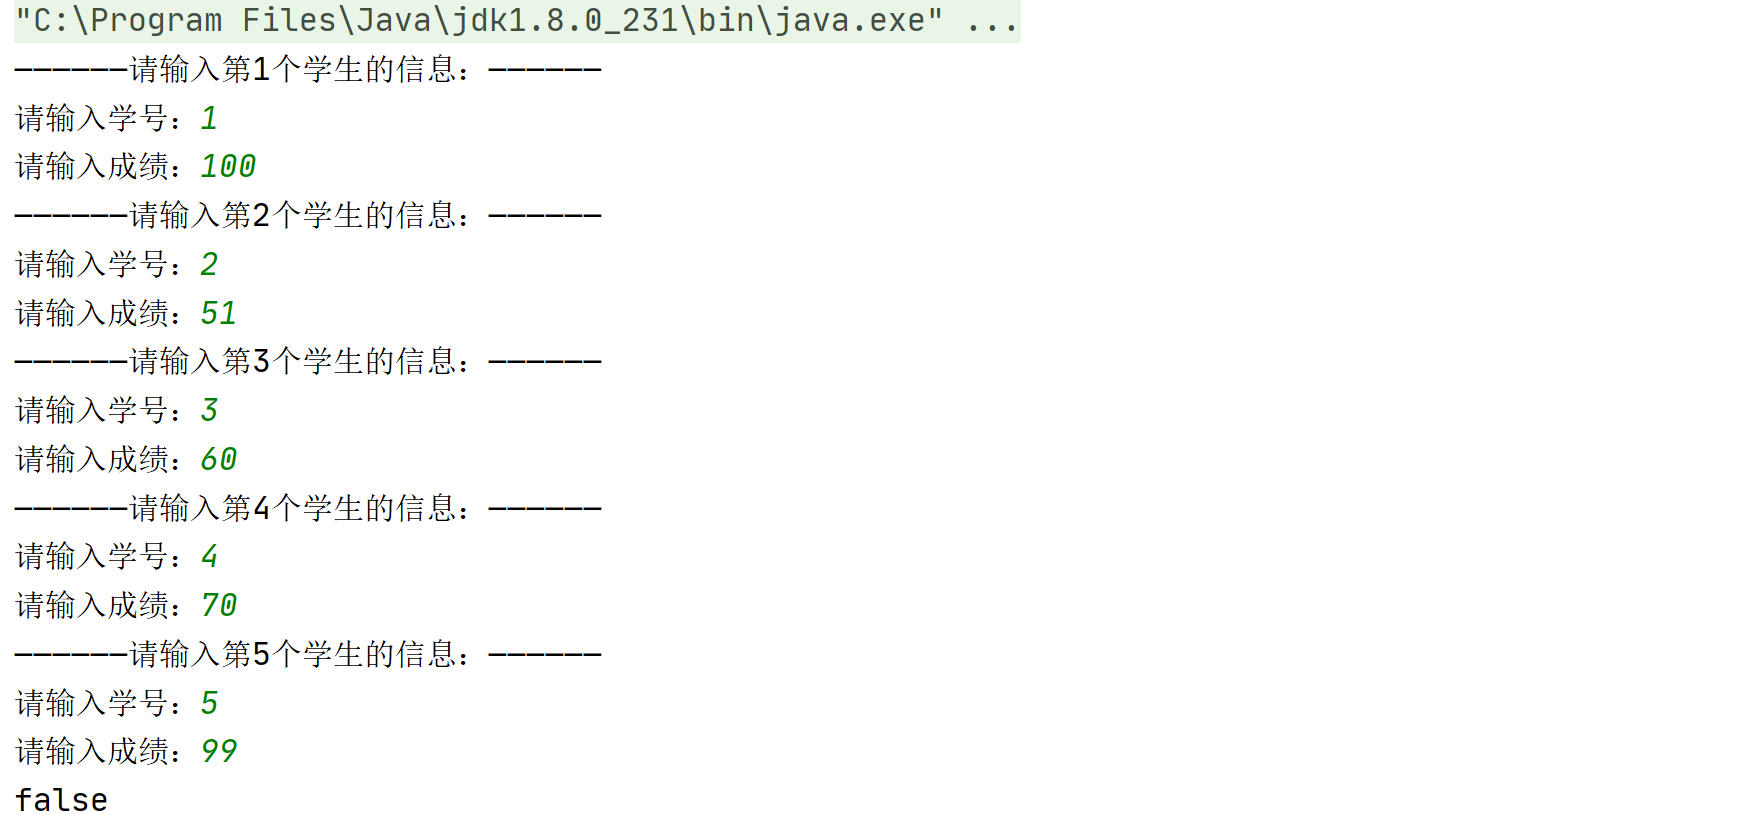 "C:\Program Files\Java\jdk1.8.0_231\bin\java.exe" ...
——————请输入第1个学生的信息：——————
请输入学号：1
请输入成绩：100
——————请输入第2个学生的信息：——————
请输入学号：2
请输入成绩：51
——————请输入第3个学生的信息：——————
请输入学号：3
请输入成绩：60
——————请输入第4个学生的信息：——————
请输入学号：4
请输入成绩：70
——————请输入第5个学生的信息：——————
请输入学号：5
请输入成绩：99
false